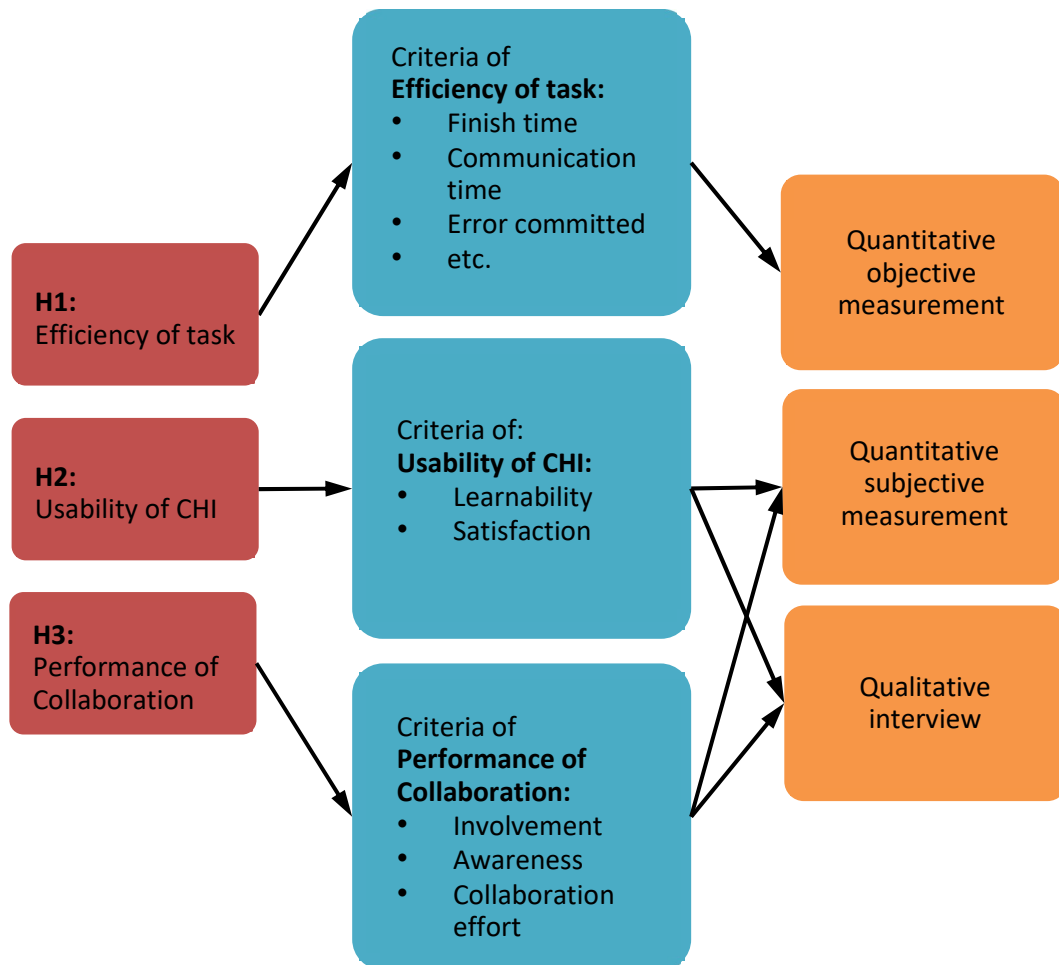 Criteria of
Efficiency of task:
• Finish time
• Communication
time
• Error committed
• etc.
H1:
Efficiency of task
Quantitative
objective
measurement
Criteria of:
Usability of CHI:
• Learnability
• Satisfaction
H2:
Usability of CHI
Quantitative
subjective
measurement
H3:
Performance of
Collaboration
Criteria of
Performance of
Collaboration:
• Involvement
• Awareness
• Collaboration
effort
Qualitative
interview